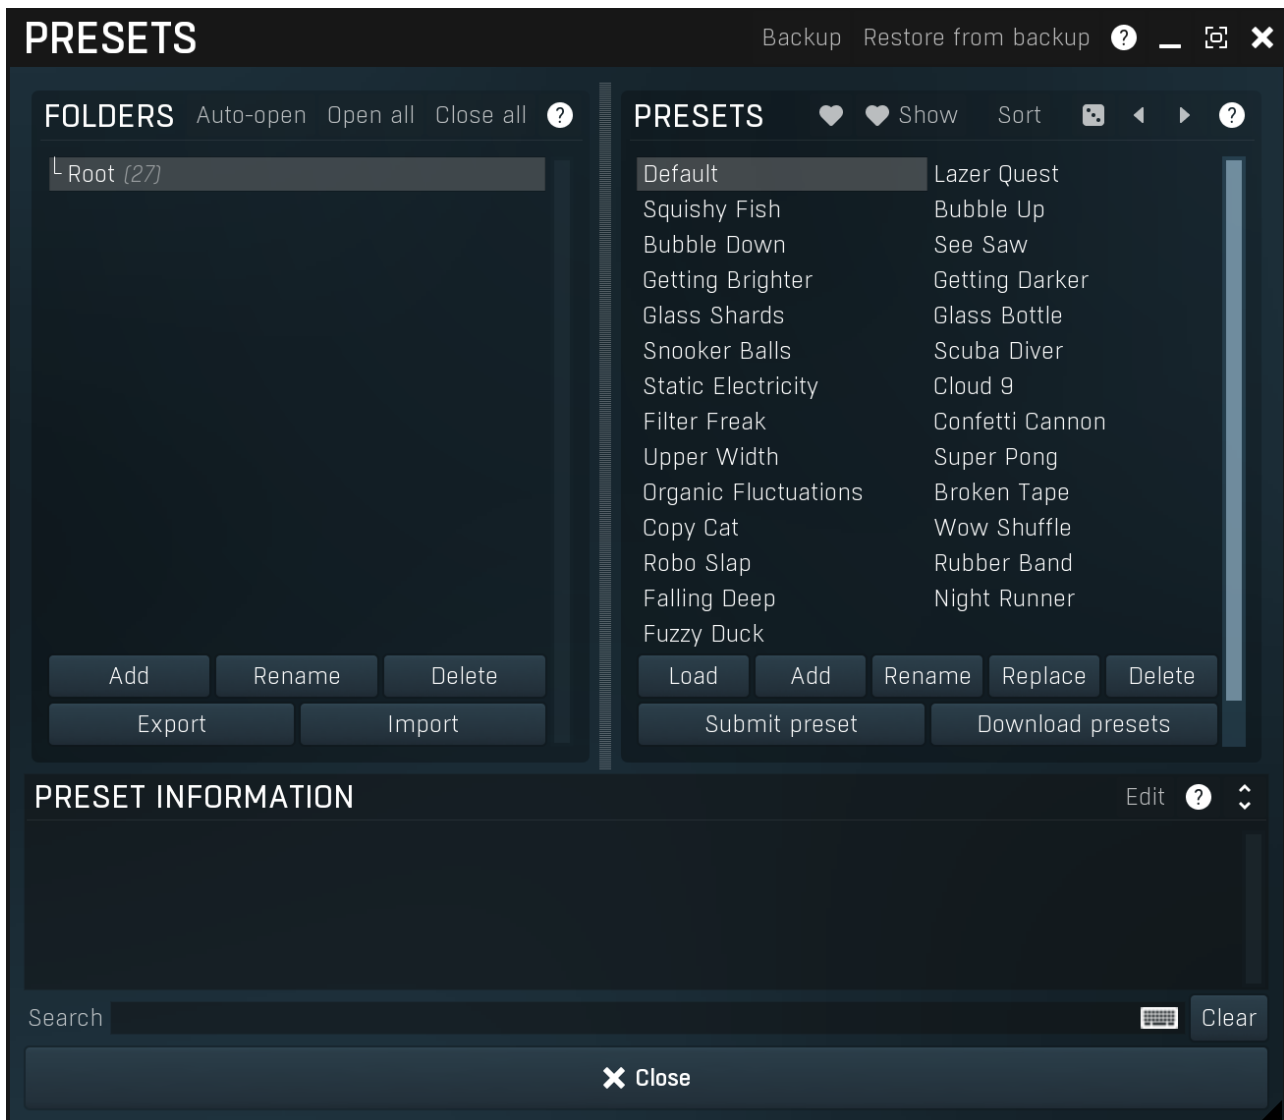 PRESETS Backup Restore from backup ?
FOLDERS Auto-open Open all Close all ?
Root (27)
Add Rename Delete
Export Import
PRESETS Show Sort ?
Default Lazer Quest
Squishy Fish Bubble Up
Bubble Down See Saw
Getting Brighter Getting Darker
Glass Shards Glass Bottle
Snooker Balls Scuba Diver
Static Electricity Cloud 9
Filter Freak Confetti Cannon
Upper Width Super Pong
Organic Fluctuations Broken Tape
Copy Cat Wow Shuffle
Robo Slap Rubber Band
Falling Deep Night Runner
Fuzzy Duck
Load Add Rename Replace Delete
Submit preset Download presets
PRESET INFORMATION Edit ?
Search Clear
Close